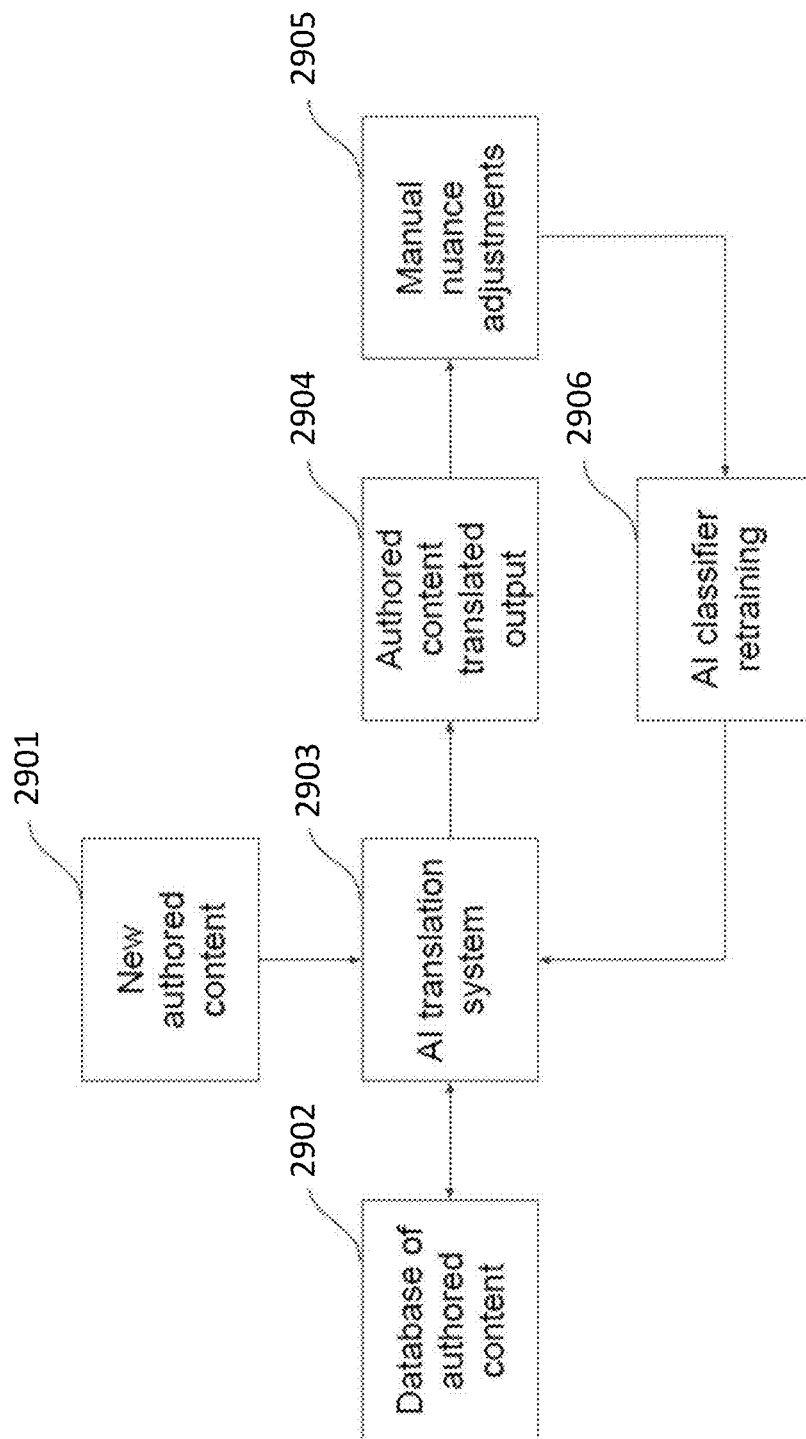 2901
New
authored
content
2902
Database of
authored
content
2903
AI translation
system
2904
Authored
content
translated
output
2905
Manual
nuance
adjustments
2906
AI classifier
retraining